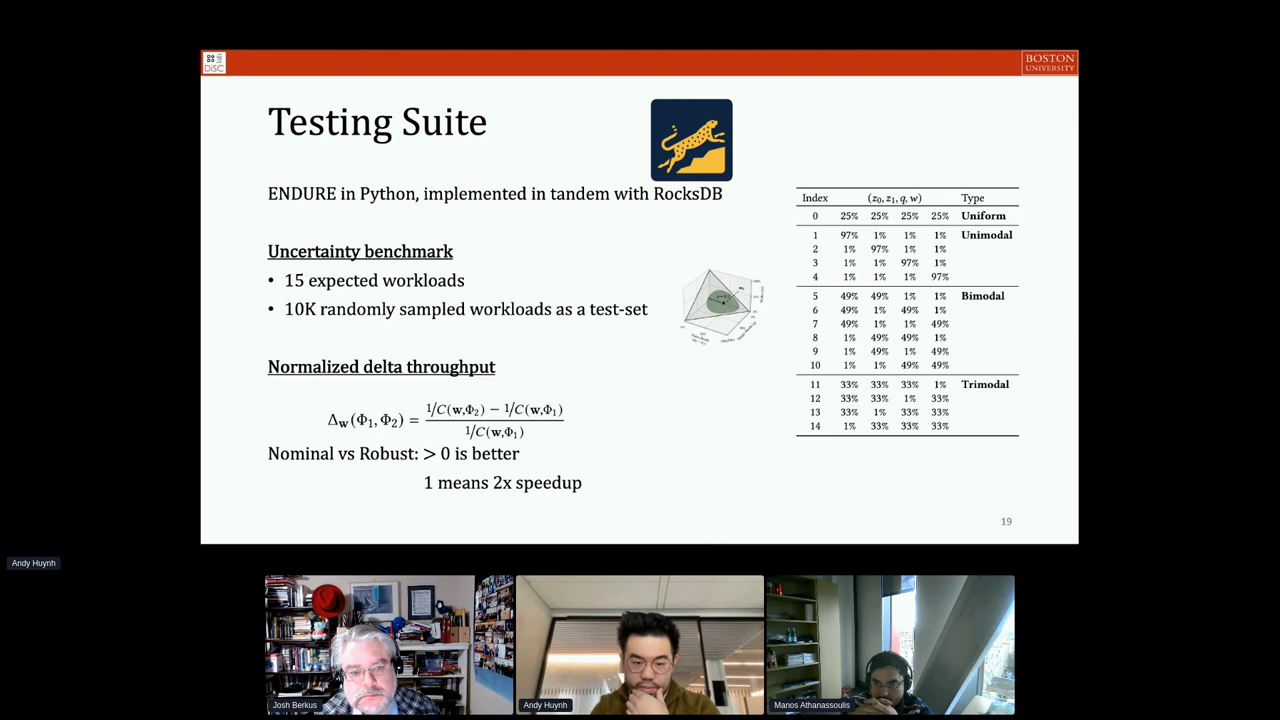 DiSC
BOSTON
UNIVERSITY
Testing Suite
ENDURE in Python, implemented in tandem with RocksDB
Uncertainty benchmark
• 15 expected workloads
• 10K randomly sampled workloads as a test-set
Normalized delta throughput
Δw(Φ1, Φ2) = (1/C(w,Φ2) − 1/C(w,Φ1)) / (1/C(w,Φ1))
Nominal vs Robust: > 0 is better
1 means 2x speedup
Index (z0, z1, q, w) Type
0 25% 25% 25% 25% Uniform
1 97% 1% 1% 1% Unimodal
2 1% 97% 1% 1%
3 1% 1% 97% 1%
4 1% 1% 1% 97%
5 49% 49% 1% 1% Bimodal
6 49% 1% 49% 1%
7 49% 1% 1% 49%
8 1% 49% 49% 1%
9 1% 49% 1% 49%
10 1% 1% 49% 49%
11 33% 33% 33% 1% Trimodal
12 33% 33% 1% 33%
13 33% 1% 33% 33%
14 1% 33% 33% 33%
19
Andy Huynh
Josh Berkus
Andy Huynh
Manos Athanassoulis